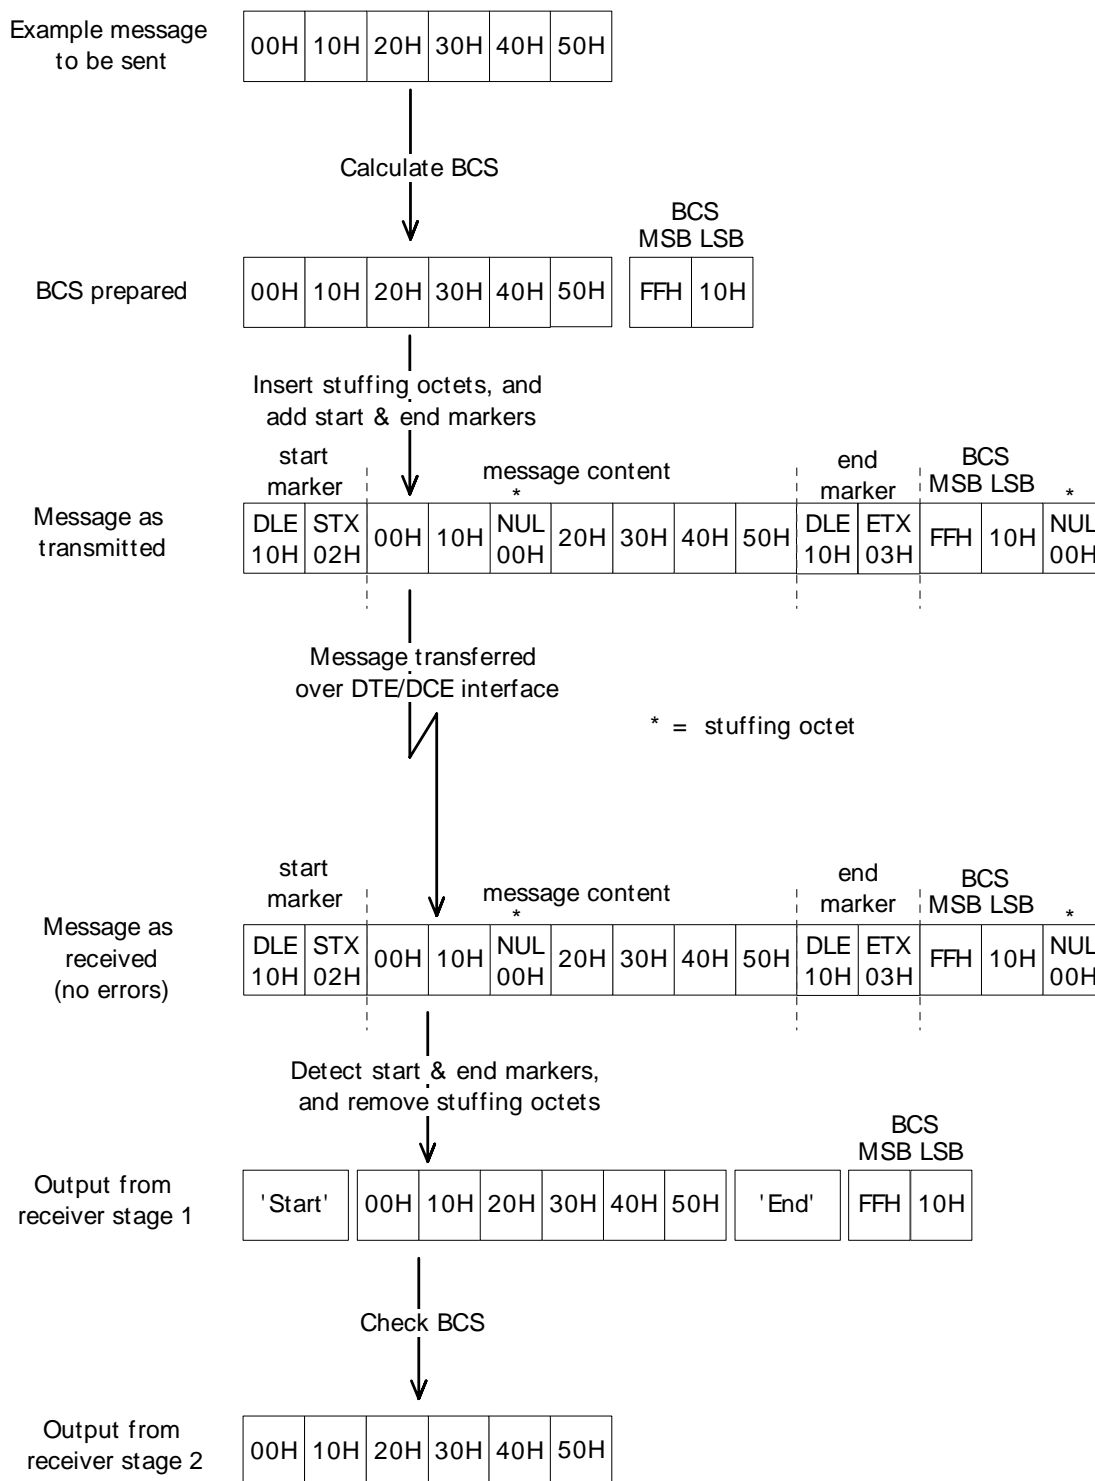 Example message
to be sent
00H 10H 20H 30H 40H 50H
Calculate BCS
BCS
MSB LSB
BCS prepared
00H 10H 20H 30H 40H 50H FFH 10H
Insert stuffing octets, and
add start & end markers
start
marker
message content
end
marker
BCS
MSB LSB
* *
Message as
transmitted
DLE STX 00H 10H NUL 20H 30H 40H 50H DLE ETX FFH 10H NUL
10H 02H 00H 10H 03H 00H
Message transferred
over DTE/DCE interface
* = stuffing octet
start
marker
message content
end
marker
BCS
MSB LSB
* *
Message as
received
(no errors)
DLE STX 00H 10H NUL 20H 30H 40H 50H DLE ETX FFH 10H NUL
10H 02H 00H 10H 03H 00H
Detect start & end markers,
and remove stuffing octets
BCS
MSB LSB
Output from
receiver stage 1
'Start' 00H 10H 20H 30H 40H 50H 'End' FFH 10H
Check BCS
Output from
receiver stage 2
00H 10H 20H 30H 40H 50H